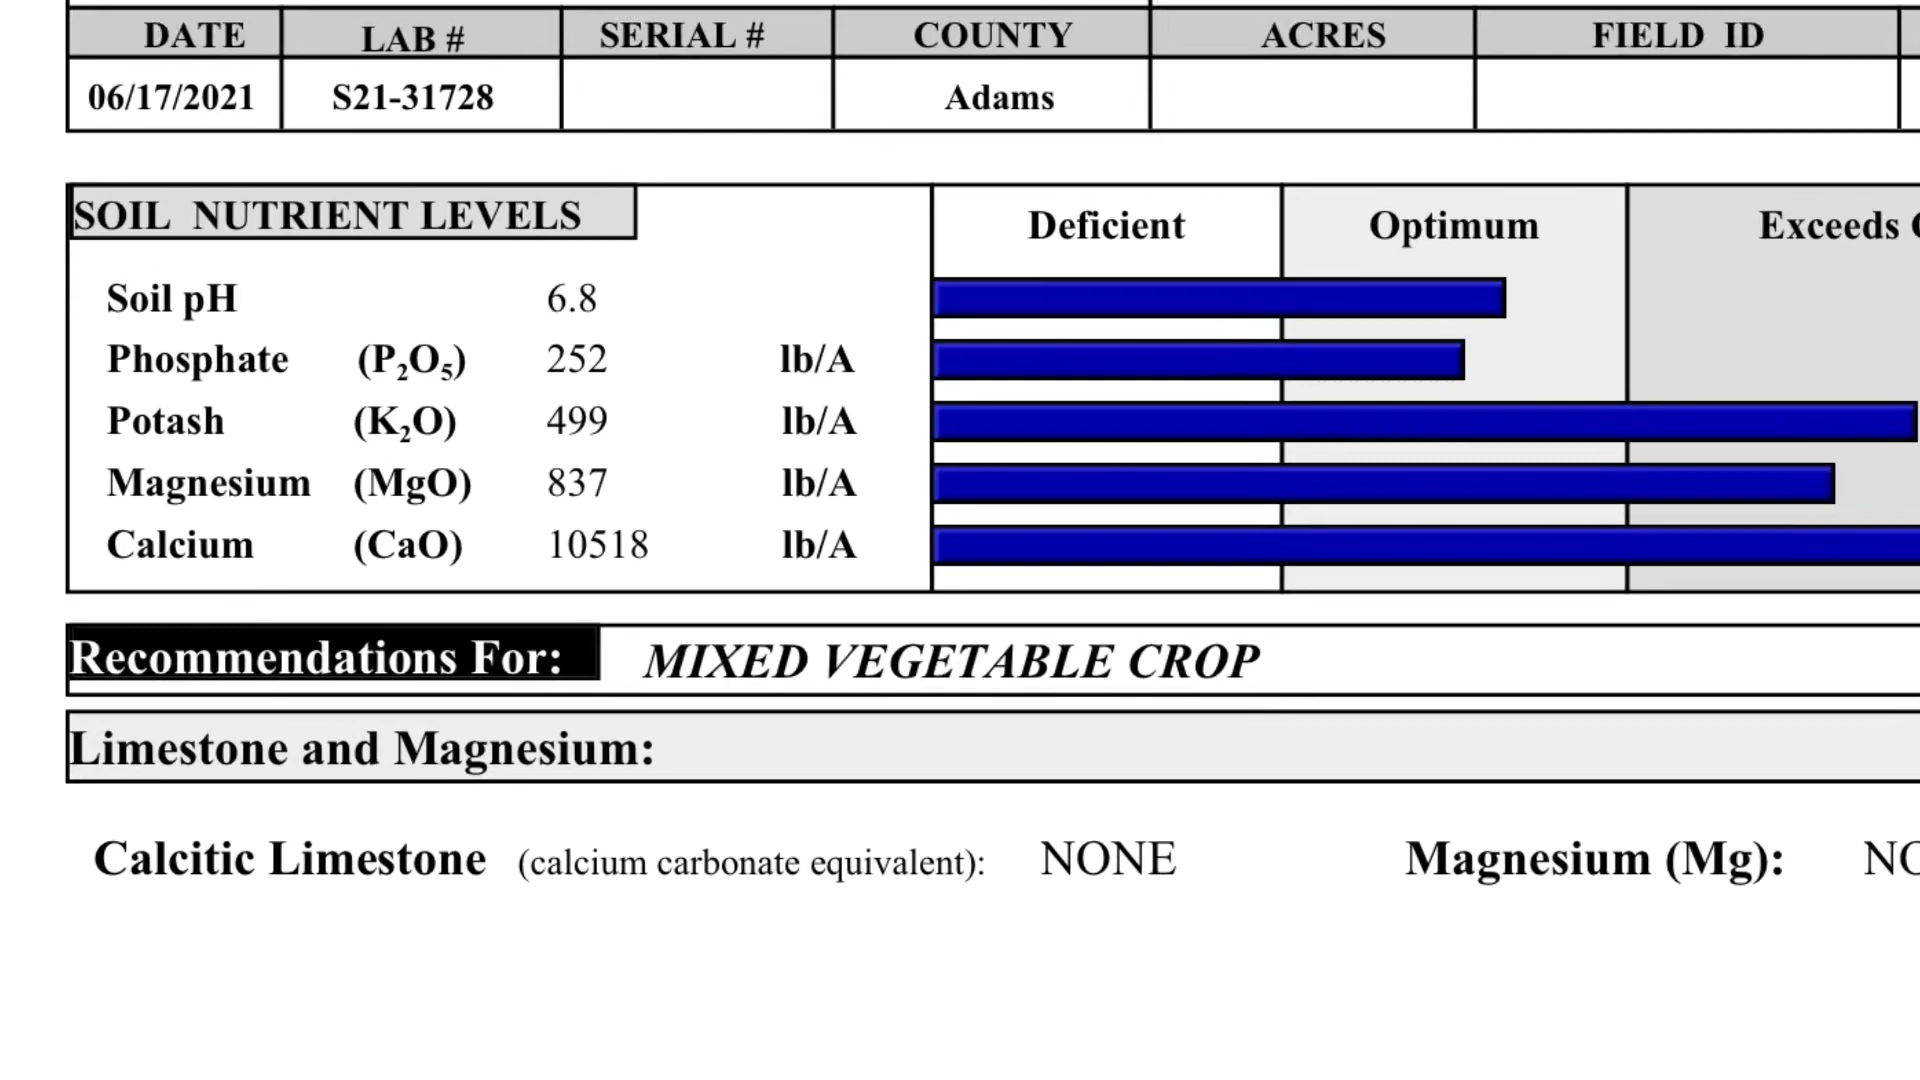 DATE LAB # SERIAL # COUNTY ACRES FIELD ID
06/17/2021 S21-31728 Adams
SOIL NUTRIENT LEVELS Deficient Optimum Exceeds
Soil pH 6.8
Phosphate (P₂O₅) 252 lb/A
Potash (K₂O) 499 lb/A
Magnesium (MgO) 837 lb/A
Calcium (CaO) 10518 lb/A
Recommendations For: MIXED VEGETABLE CROP
Limestone and Magnesium:
Calcitic Limestone (calcium carbonate equivalent): NONE Magnesium (Mg):